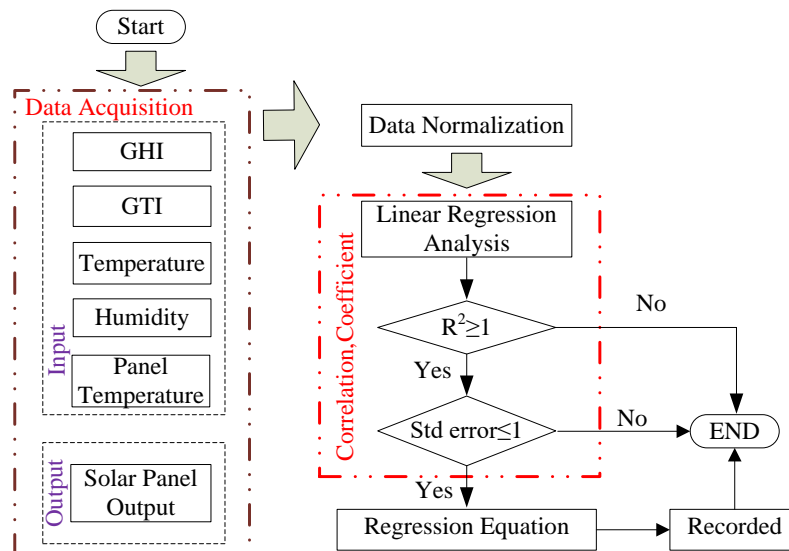 Start
Data Acquisition
GHI
GTI
Temperature
Humidity
Panel
Temperature
Input
Solar Panel
Output
Output
Data Normalization
Linear Regression
Analysis
R²≥1
No
Yes
Std error≤1
No
Yes
Correlation,Coefficient
Regression Equation
Recorded
END